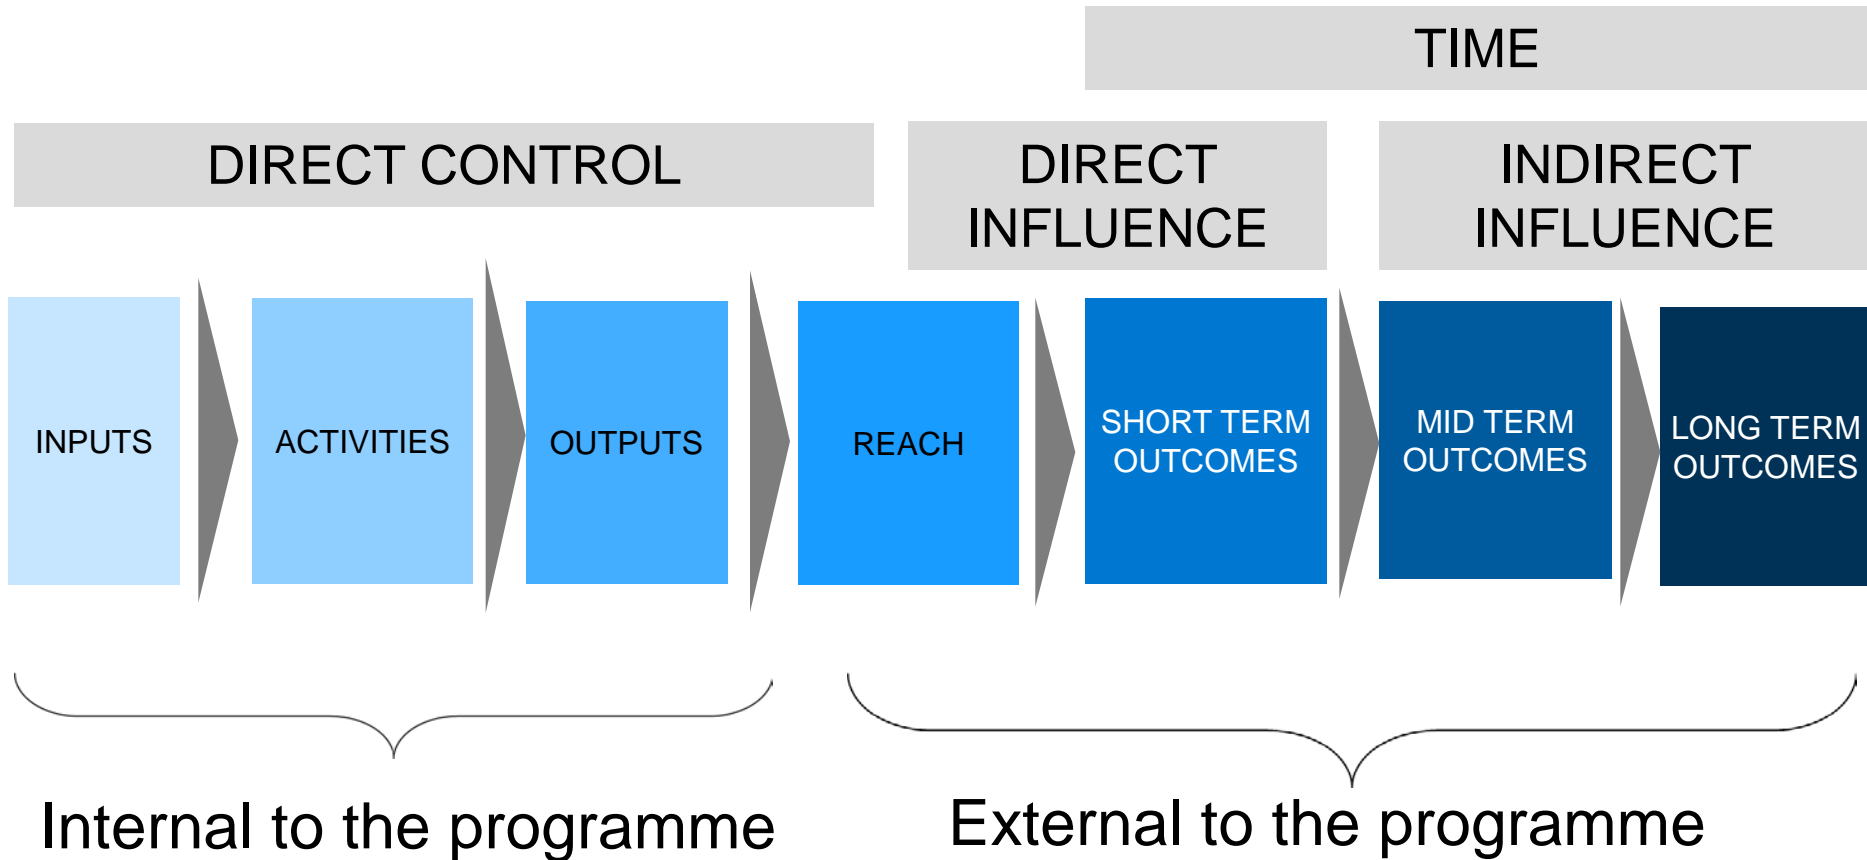 TIME
DIRECT CONTROL
DIRECT
INFLUENCE
INDIRECT
INFLUENCE
INPUTS
ACTIVITIES
OUTPUTS
REACH
SHORT TERM
OUTCOMES
MID TERM
OUTCOMES
LONG TERM
OUTCOMES
Internal to the programme
External to the programme